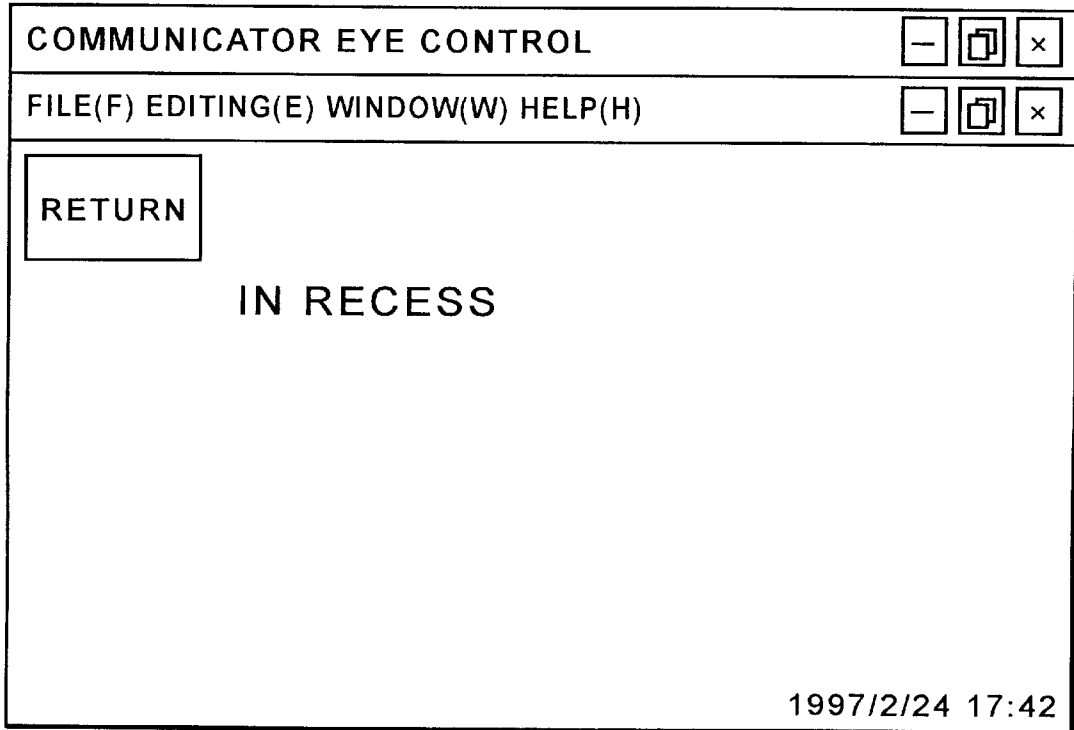 COMMUNICATOR EYE CONTROL
FILE(F) EDITING(E) WINDOW(W) HELP(H)
RETURN
IN RECESS
1997/2/24 17:42